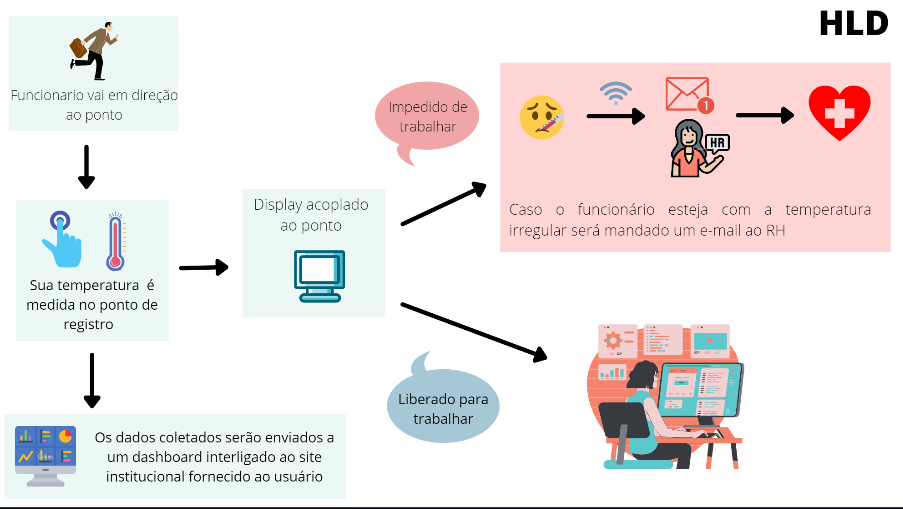 HLD
Funcionario vai em direção
ao ponto
Sua temperatura é
medida no ponto de
registro
Os dados coletados serão enviados a
um dashboard interligado ao site
institucional fornecido ao usuário
Display acoplado
ao ponto
Impedido de
trabalhar
1
HR
Caso o funcionário esteja com a temperatura
irregular será mandado um e-mail ao RH
Liberado para
trabalhar